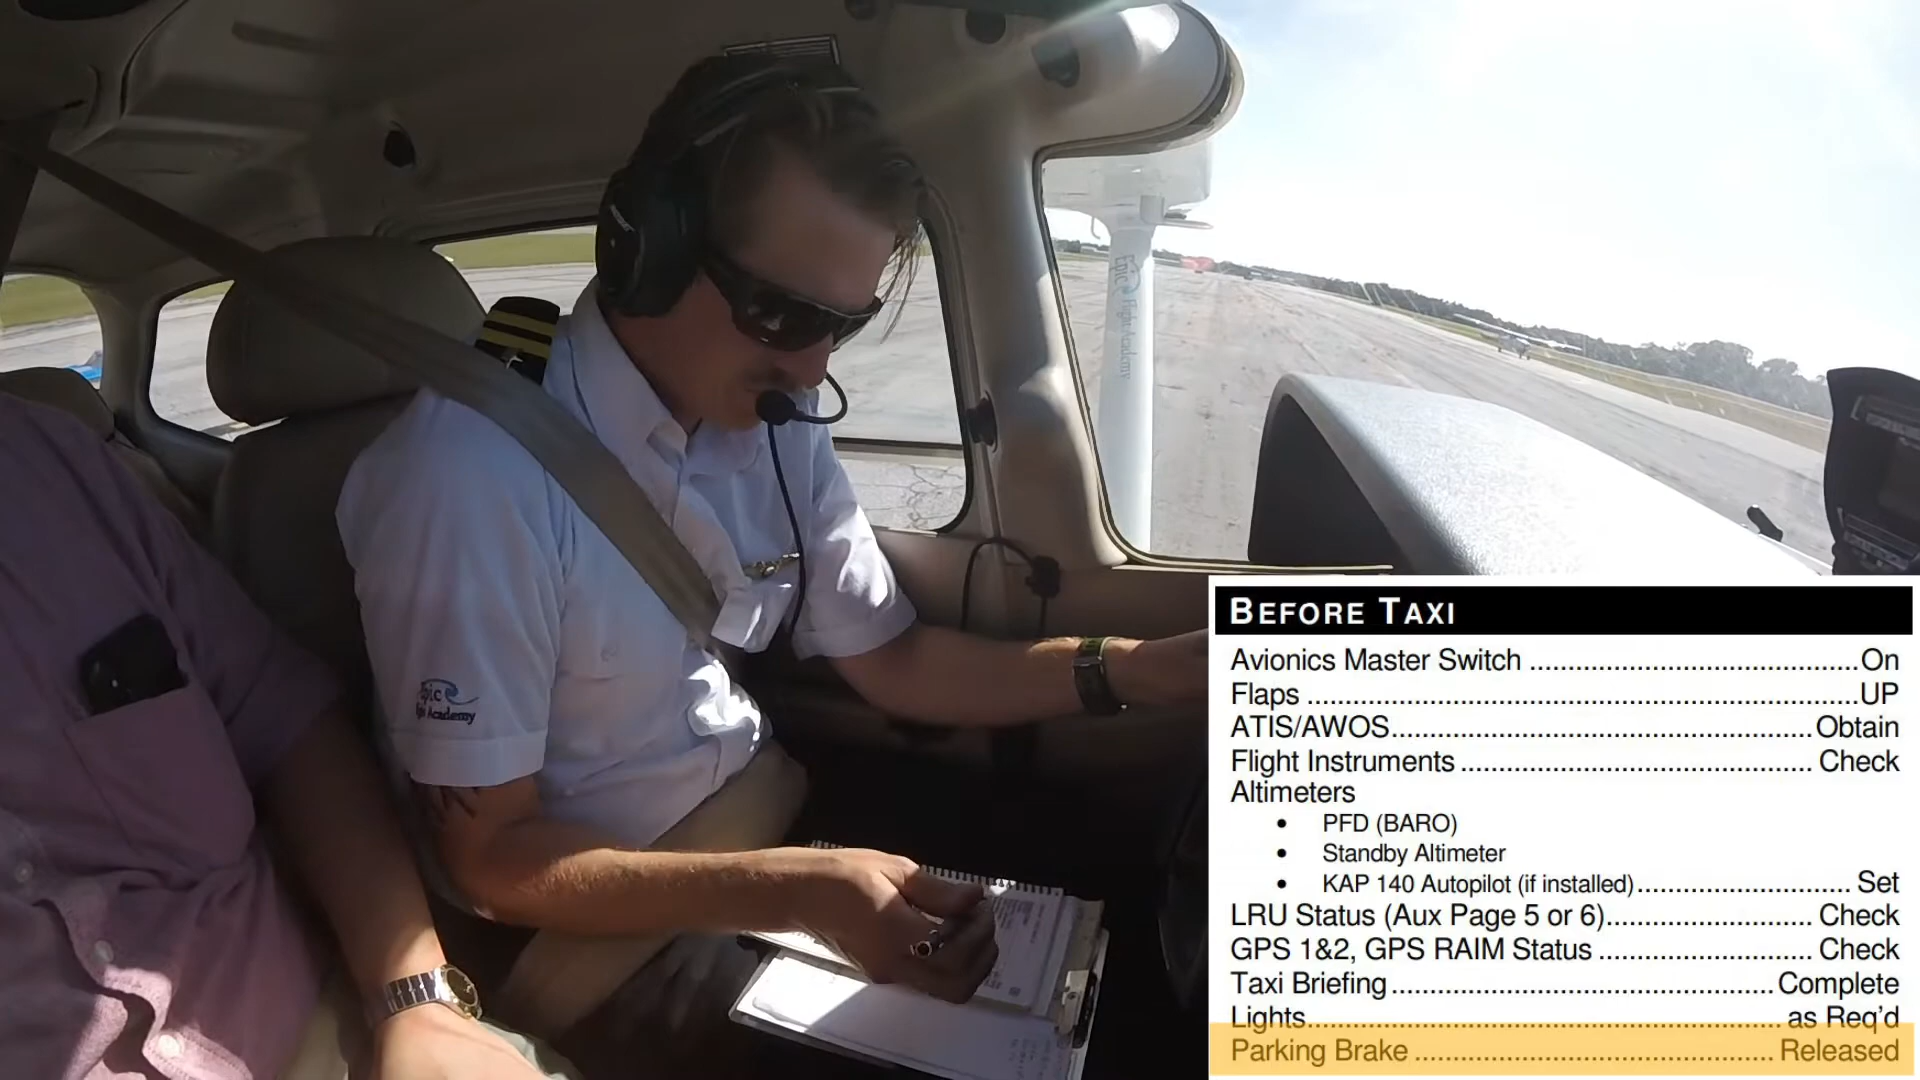 Epic Flight Academy
Epic
Flight Academy
BEFORE TAXI
Avionics Master Switch ........................................On
Flaps ..................................................................UP
ATIS/AWOS.................................................... Obtain
Flight Instruments ........................................... Check
Altimeters
• PFD (BARO)
• Standby Altimeter
• KAP 140 Autopilot (if installed)............................ Set
LRU Status (Aux Page 5 or 6)......................... Check
GPS 1&2, GPS RAIM Status .......................... Check
Taxi Briefing................................................Complete
Lights........................................................ as Req'd
Parking Brake ............................................ Released